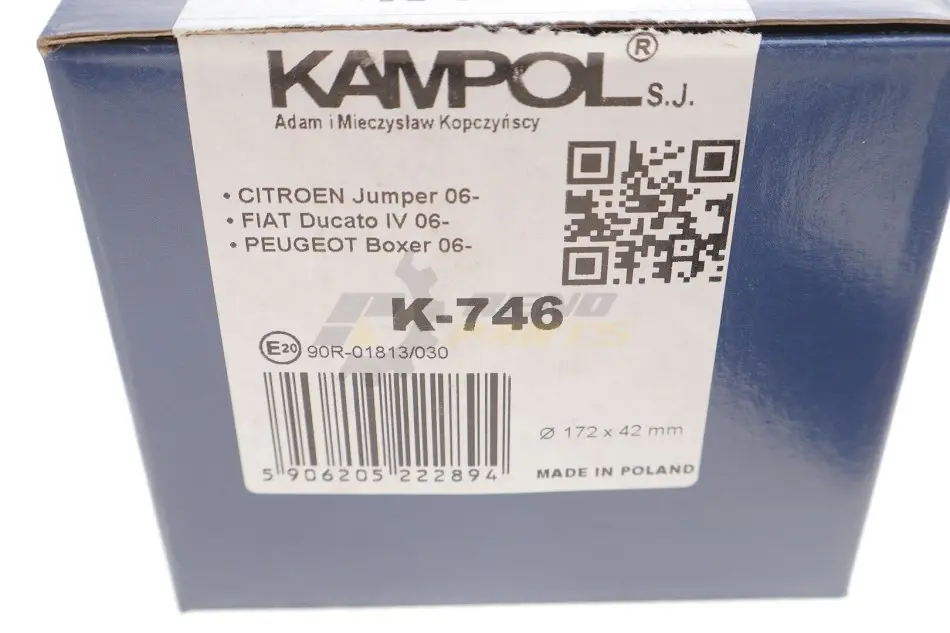 KAMPOL® S.J.
Adam i Mieczysław Kopczyńscy
• CITROEN Jumper 06-
• FIAT Ducato IV 06-
• PEUGEOT Boxer 06-
K-746
E20 90R-01813/030
Ø 172 x 42 mm
5 906205 222894
MADE IN POLAND